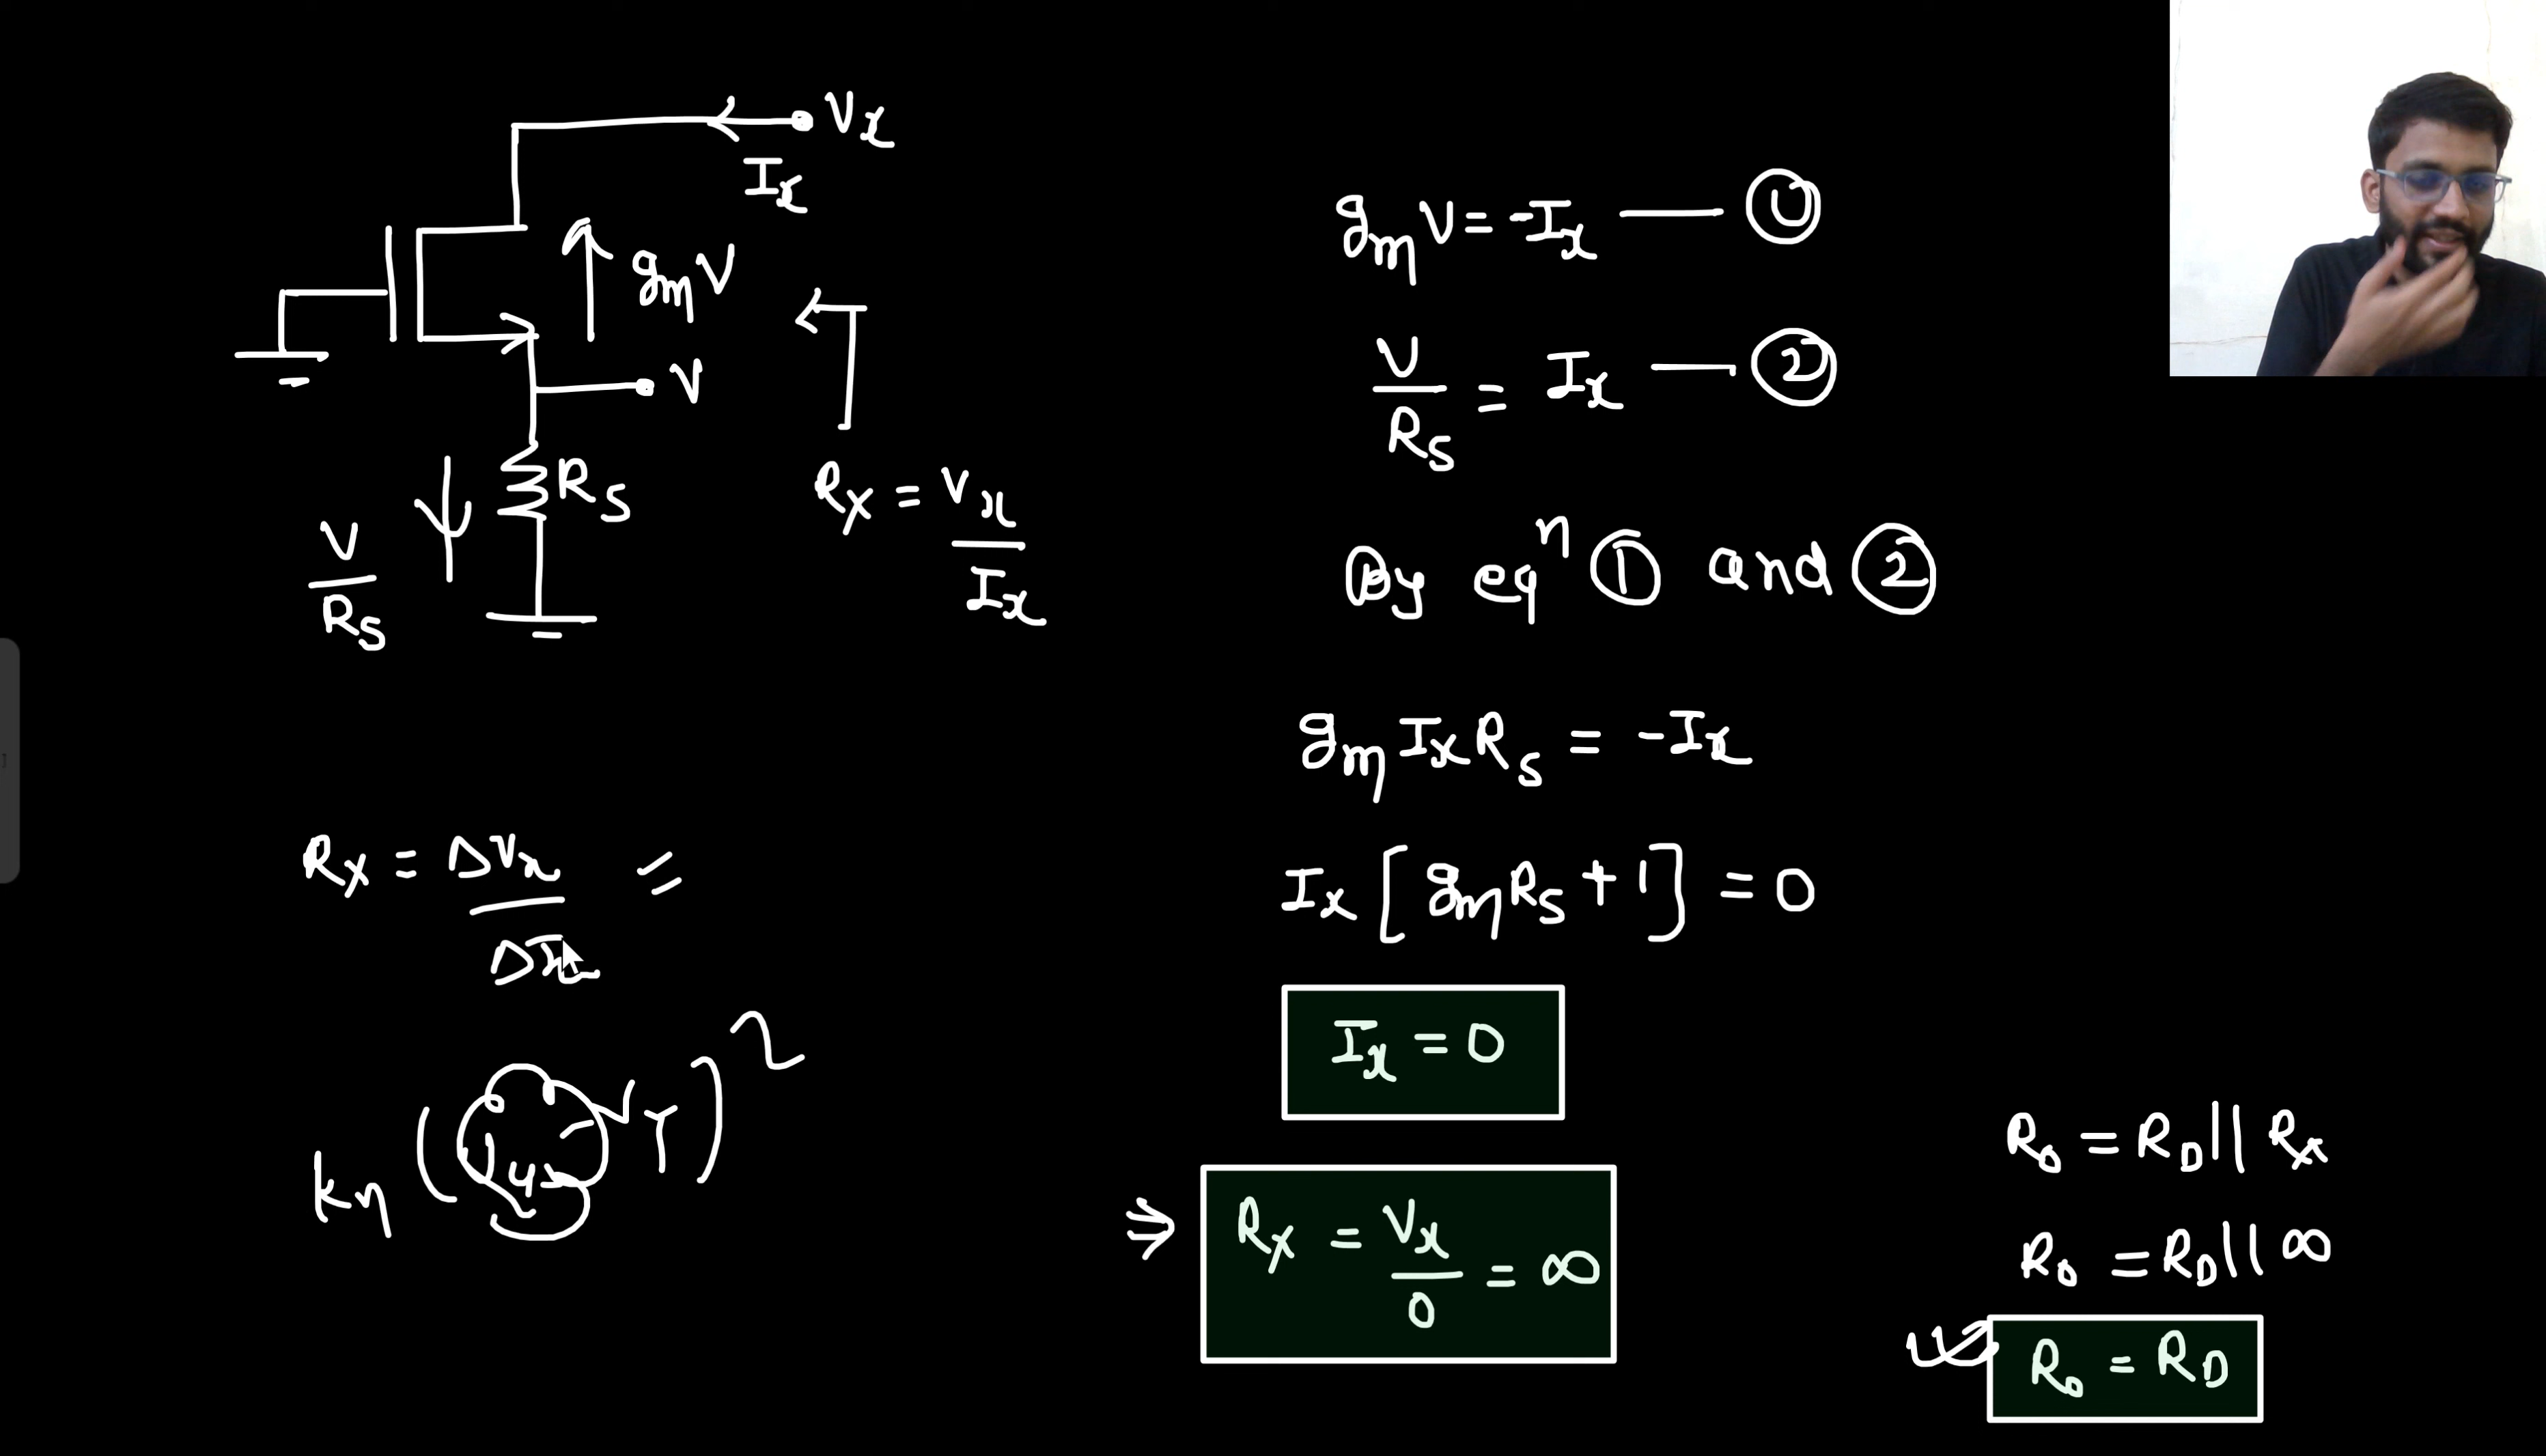 Vx
Ix
gmV
V
RS
V/RS
Rx = Vx/Ix
Rx = ΔVx/ΔIx =
kn ( - VT)2
gmV = -Ix — ①
V/RS = Ix — ②
By eqn ① and ②
gm Ix RS = -Ix
Ix [gmRS + 1] = 0
Ix = 0
⇒ Rx = Vx/0 = ∞
Ro = RD || Rx
Ro = RD || ∞
Ro = RD